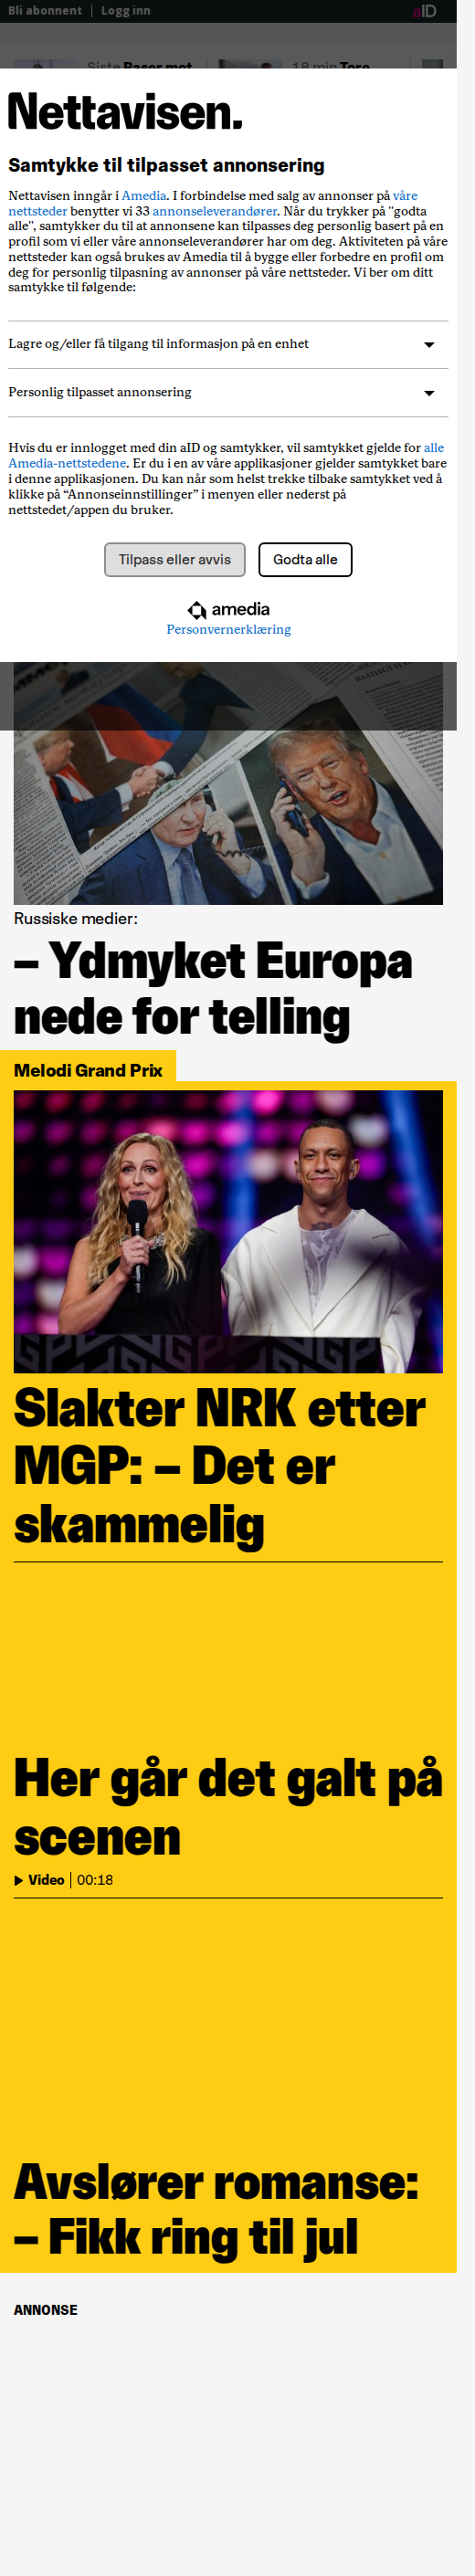 Bli abonnent | Logg inn
aID
Siste Raser mot
18 min Tore
Nettavisen.
Samtykke til tilpasset annonsering
Nettavisen inngår i Amedia. I forbindelse med salg av annonser på våre
nettsteder benytter vi 33 annonseleverandører. Når du trykker på "godta
alle", samtykker du til at annonsene kan tilpasses deg personlig basert på en
profil som vi eller våre annonseleverandører har om deg. Aktiviteten på våre
nettsteder kan også brukes av Amedia til å bygge eller forbedre en profil om
deg for personlig tilpasning av annonser på våre nettsteder. Vi ber om ditt
samtykke til følgende:
Lagre og/eller få tilgang til informasjon på en enhet
Personlig tilpasset annonsering
Hvis du er innlogget med din aID og samtykker, vil samtykket gjelde for alle
Amedia-nettstedene. Er du i en av våre applikasjoner gjelder samtykket bare
i denne applikasjonen. Du kan når som helst trekke tilbake samtykket ved å
klikke på “Annonseinnstillinger” i menyen eller nederst på
nettstedet/appen du bruker.
Tilpass eller avvis
Godta alle
amedia
Personvernerklæring
Russiske medier:
– Ydmyket Europa
nede for telling
Melodi Grand Prix
Slakter NRK etter
MGP: – Det er
skammelig
Her går det galt på
scenen
Video | 00:18
Avslører romanse:
– Fikk ring til jul
ANNONSE